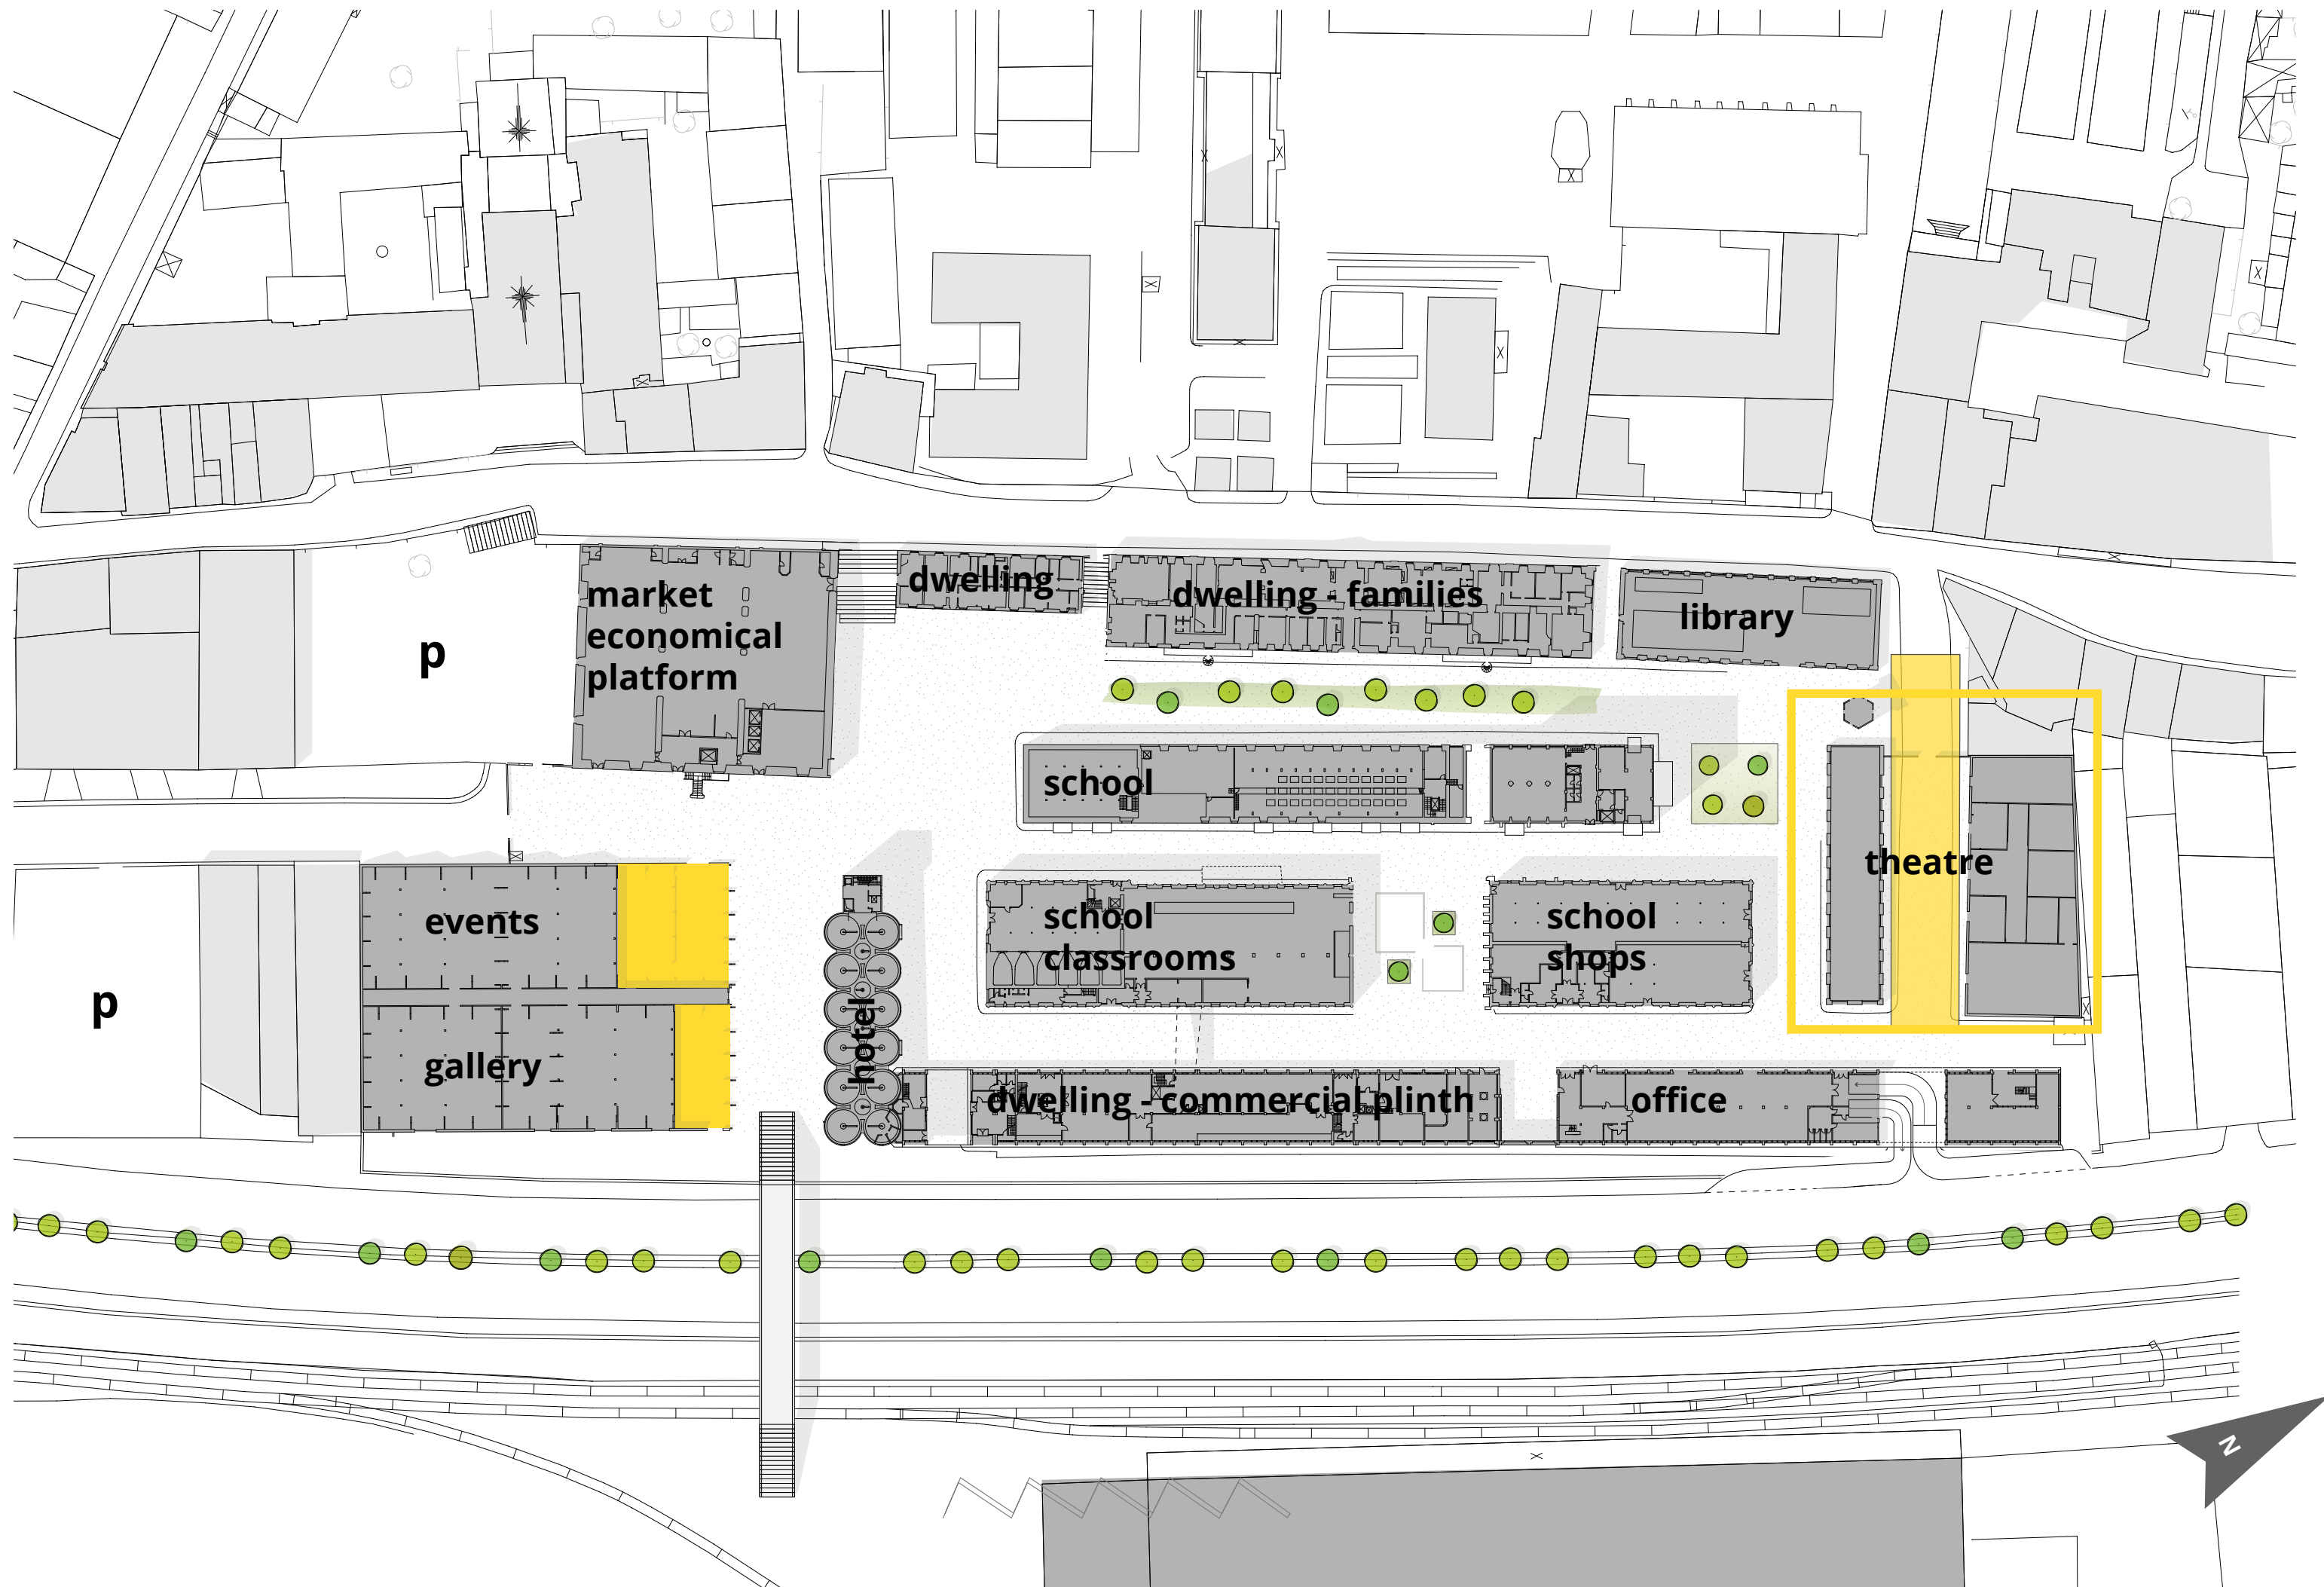 dwelling
dwelling - families
market
economical
platform
library
p
school
theatre
events
school
classrooms
school
shops
p
hotel
gallery
dwelling - commercial plinth
office
N